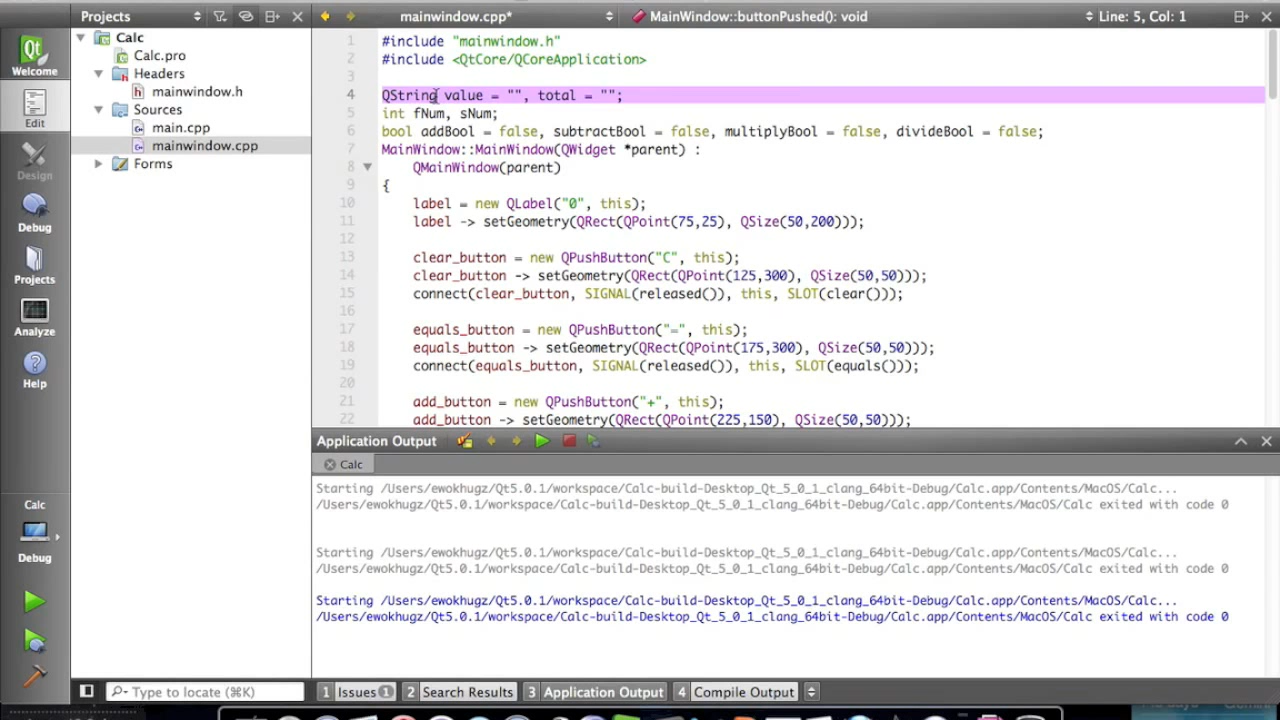 Projects
mainwindow.cpp*
MainWindow::buttonPushed(): void
Line: 5, Col: 1
Welcome
Edit
Design
Debug
Projects
Analyze
Help
Calc
Debug
Calc
Calc.pro
Headers
mainwindow.h
Sources
main.cpp
mainwindow.cpp
Forms
1 #include "mainwindow.h"
2 #include <QtCore/QCoreApplication>
3
4 QString value = "", total = "";
5 int fNum, sNum;
6 bool addBool = false, subtractBool = false, multiplyBool = false, divideBool = false;
7 MainWindow::MainWindow(QWidget *parent) :
8 QMainWindow(parent)
9 {
10 label = new QLabel("0", this);
11 label -> setGeometry(QRect(QPoint(75,25), QSize(50,200)));
12
13 clear_button = new QPushButton("C", this);
14 clear_button -> setGeometry(QRect(QPoint(125,300), QSize(50,50)));
15 connect(clear_button, SIGNAL(released()), this, SLOT(clear()));
16
17 equals_button = new QPushButton("=", this);
18 equals_button -> setGeometry(QRect(QPoint(175,300), QSize(50,50)));
19 connect(equals_button, SIGNAL(released()), this, SLOT(equals()));
20
21 add_button = new QPushButton("+", this);
22 add_button -> setGeometry(QRect(QPoint(225,150), QSize(50,50)));
Application Output
Calc
Starting /Users/ewokhugz/Qt5.0.1/workspace/Calc-build-Desktop_Qt_5_0_1_clang_64bit-Debug/Calc.app/Contents/MacOS/Calc...
/Users/ewokhugz/Qt5.0.1/workspace/Calc-build-Desktop_Qt_5_0_1_clang_64bit-Debug/Calc.app/Contents/MacOS/Calc exited with code 0
Starting /Users/ewokhugz/Qt5.0.1/workspace/Calc-build-Desktop_Qt_5_0_1_clang_64bit-Debug/Calc.app/Contents/MacOS/Calc...
/Users/ewokhugz/Qt5.0.1/workspace/Calc-build-Desktop_Qt_5_0_1_clang_64bit-Debug/Calc.app/Contents/MacOS/Calc exited with code 0
Starting /Users/ewokhugz/Qt5.0.1/workspace/Calc-build-Desktop_Qt_5_0_1_clang_64bit-Debug/Calc.app/Contents/MacOS/Calc...
/Users/ewokhugz/Qt5.0.1/workspace/Calc-build-Desktop_Qt_5_0_1_clang_64bit-Debug/Calc.app/Contents/MacOS/Calc exited with code 0
Type to locate (⌘K)
1 Issues 1 2 Search Results 3 Application Output 4 Compile Output